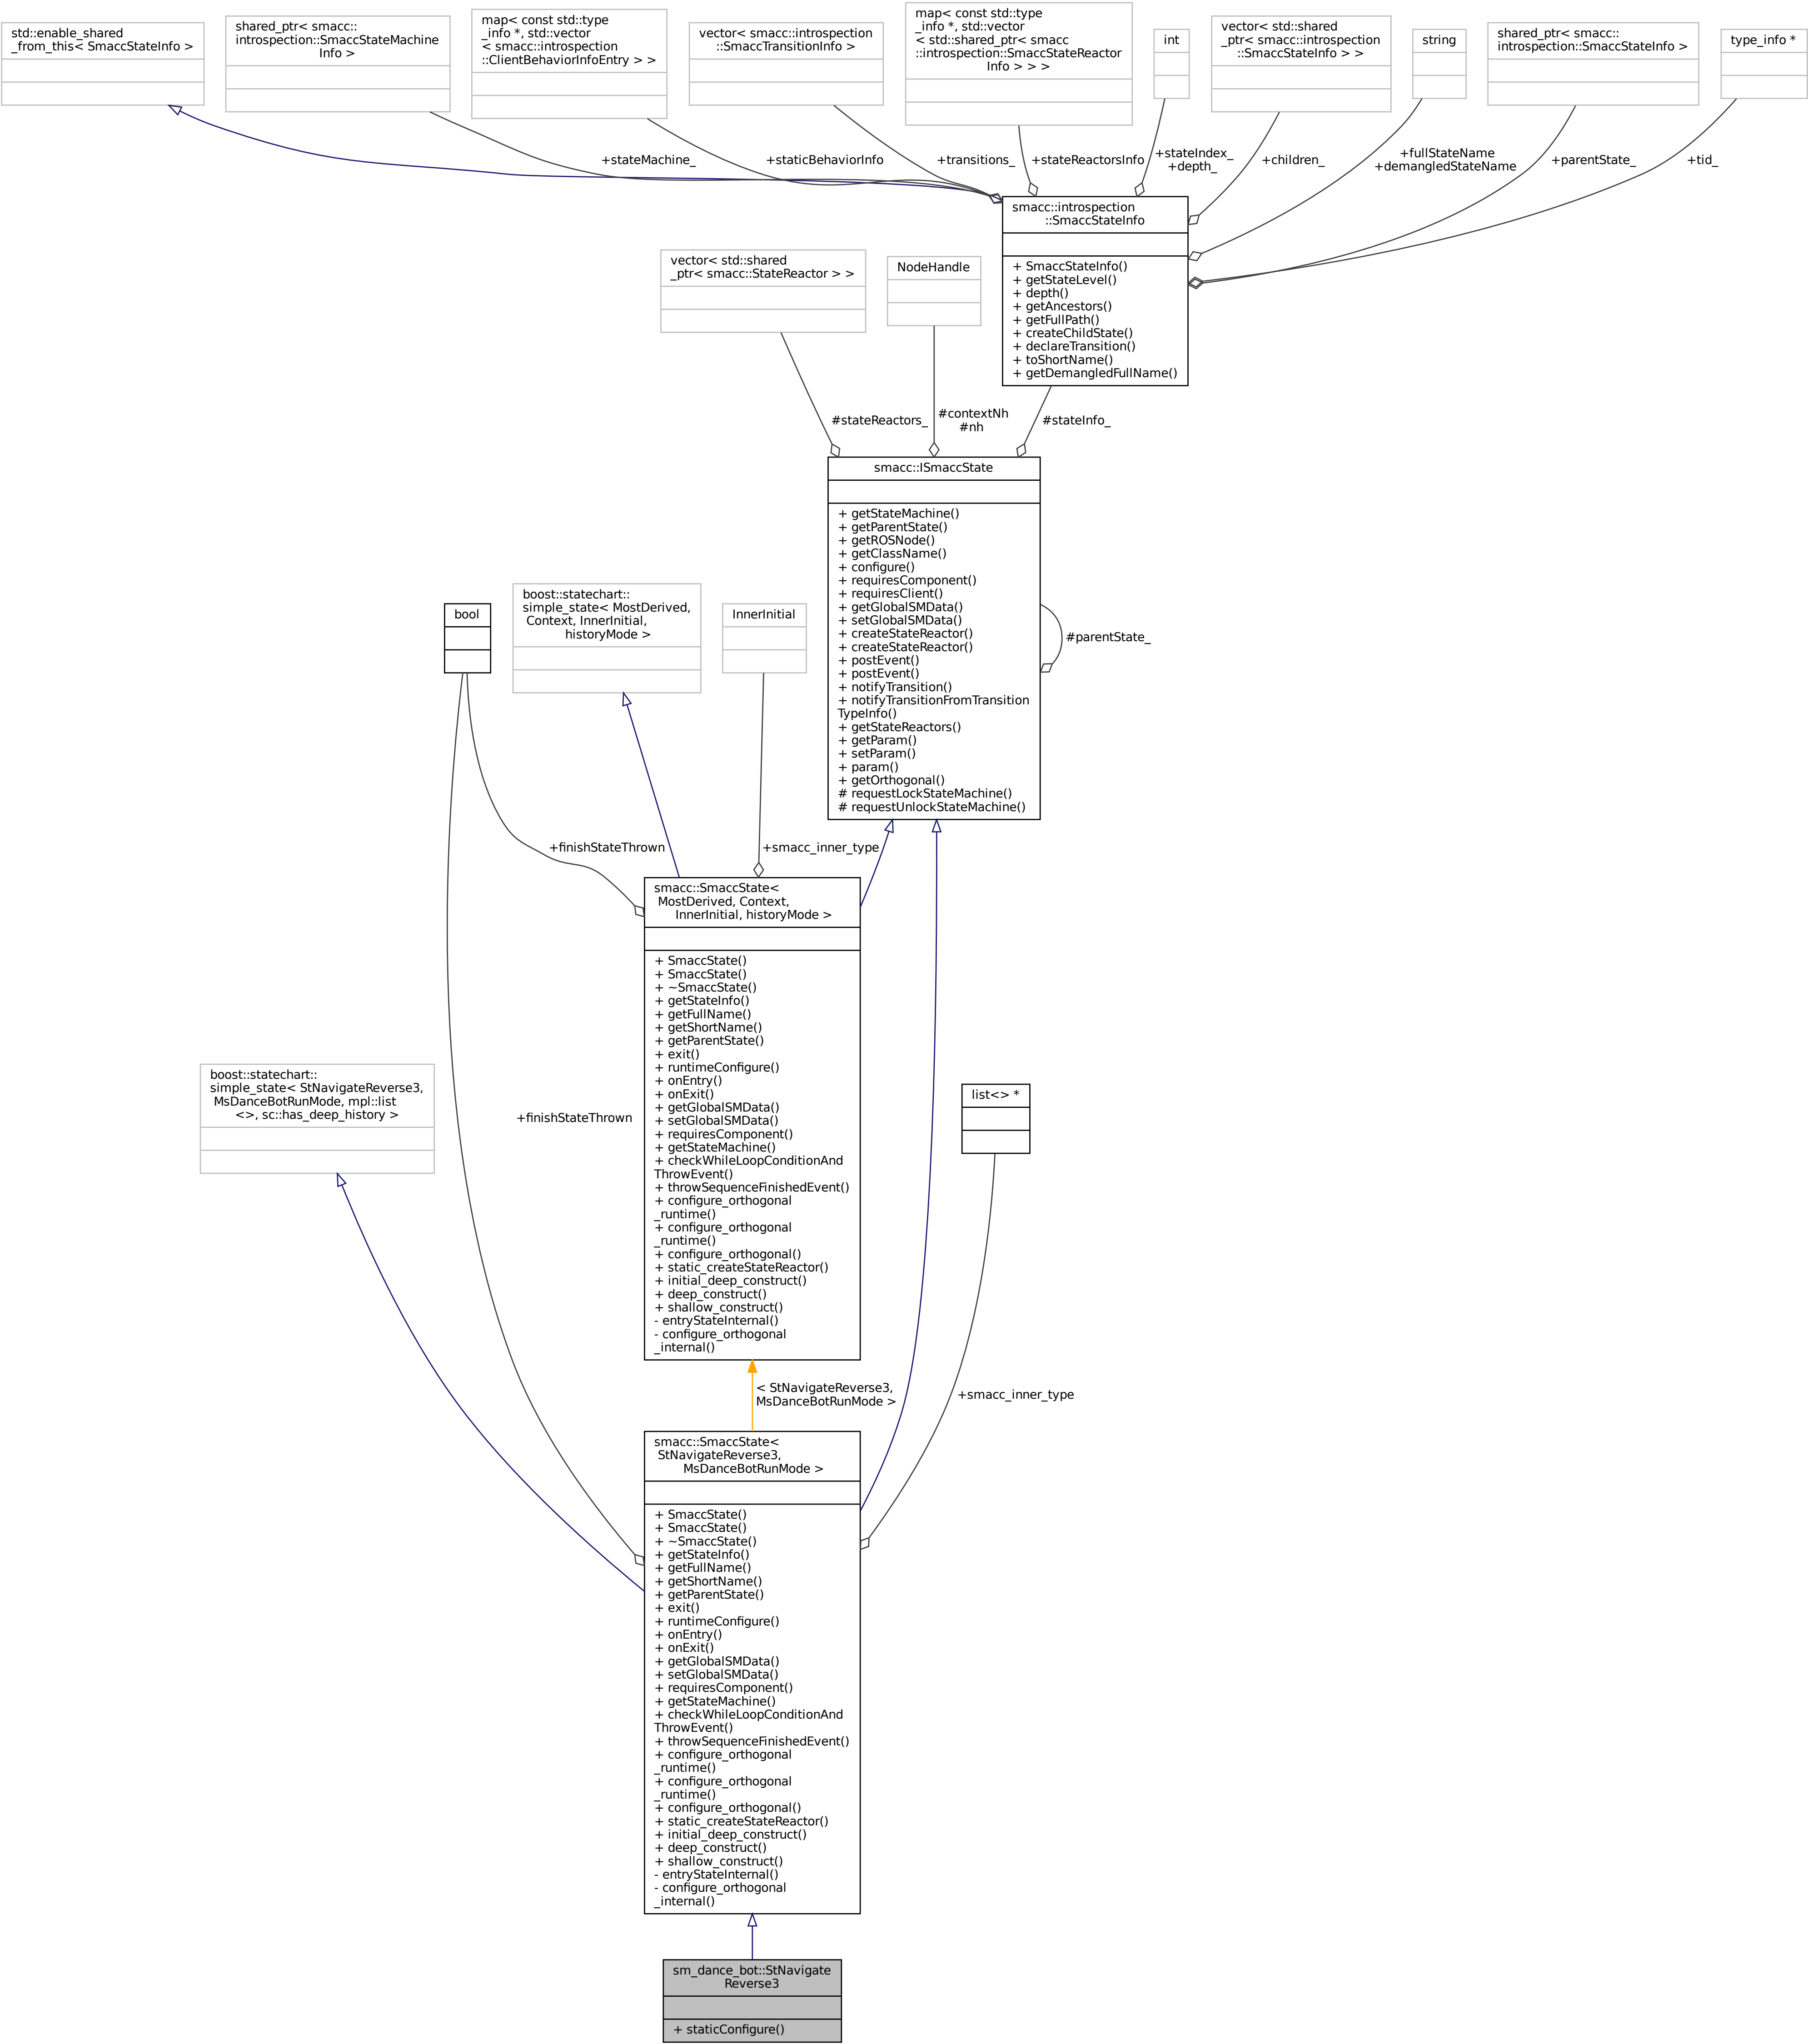 std::enable_shared
_from_this< SmaccStateInfo >
shared_ptr< smacc::
introspection::SmaccStateMachine
Info >
map< const std::type
_info *, std::vector
< smacc::introspection
::ClientBehaviorInfoEntry > >
vector< smacc::introspection
::SmaccTransitionInfo >
map< const std::type
_info *, std::vector
< std::shared_ptr< smacc
::introspection::SmaccStateReactor
Info > > >
int
vector< std::shared
_ptr< smacc::introspection
::SmaccStateInfo > >
string
shared_ptr< smacc::
introspection::SmaccStateInfo >
type_info *
+stateMachine_
+staticBehaviorInfo
+transitions_
+stateReactorsInfo
+stateIndex_
+depth_
+children_
+fullStateName
+demangledStateName
+parentState_
+tid_
smacc::introspection
::SmaccStateInfo
+ SmaccStateInfo()
+ getStateLevel()
+ depth()
+ getAncestors()
+ getFullPath()
+ createChildState()
+ declareTransition()
+ toShortName()
+ getDemangledFullName()
vector< std::shared
_ptr< smacc::StateReactor > >
NodeHandle
#stateReactors_
#contextNh
#nh
#stateInfo_
smacc::ISmaccState
+ getStateMachine()
+ getParentState()
+ getROSNode()
+ getClassName()
+ configure()
+ requiresComponent()
+ requiresClient()
+ getGlobalSMData()
+ setGlobalSMData()
+ createStateReactor()
+ createStateReactor()
+ postEvent()
+ postEvent()
+ notifyTransition()
+ notifyTransitionFromTransition
TypeInfo()
+ getStateReactors()
+ getParam()
+ setParam()
+ param()
+ getOrthogonal()
# requestLockStateMachine()
# requestUnlockStateMachine()
#parentState_
bool
boost::statechart::
simple_state< MostDerived,
Context, InnerInitial,
historyMode >
InnerInitial
+finishStateThrown
+smacc_inner_type
smacc::SmaccState<
MostDerived, Context,
InnerInitial, historyMode >
+ SmaccState()
+ SmaccState()
+ ~SmaccState()
+ getStateInfo()
+ getFullName()
+ getShortName()
+ getParentState()
+ exit()
+ runtimeConfigure()
+ onEntry()
+ onExit()
+ getGlobalSMData()
+ setGlobalSMData()
+ requiresComponent()
+ getStateMachine()
+ checkWhileLoopConditionAnd
ThrowEvent()
+ throwSequenceFinishedEvent()
+ configure_orthogonal
_runtime()
+ configure_orthogonal
_runtime()
+ configure_orthogonal()
+ static_createStateReactor()
+ initial_deep_construct()
+ deep_construct()
+ shallow_construct()
- entryStateInternal()
- configure_orthogonal
_internal()
boost::statechart::
simple_state< StNavigateReverse3,
MsDanceBotRunMode, mpl::list
<>, sc::has_deep_history >
+finishStateThrown
list<> *
< StNavigateReverse3,
MsDanceBotRunMode >
+smacc_inner_type
smacc::SmaccState<
StNavigateReverse3,
MsDanceBotRunMode >
+ SmaccState()
+ SmaccState()
+ ~SmaccState()
+ getStateInfo()
+ getFullName()
+ getShortName()
+ getParentState()
+ exit()
+ runtimeConfigure()
+ onEntry()
+ onExit()
+ getGlobalSMData()
+ setGlobalSMData()
+ requiresComponent()
+ getStateMachine()
+ checkWhileLoopConditionAnd
ThrowEvent()
+ throwSequenceFinishedEvent()
+ configure_orthogonal
_runtime()
+ configure_orthogonal
_runtime()
+ configure_orthogonal()
+ static_createStateReactor()
+ initial_deep_construct()
+ deep_construct()
+ shallow_construct()
- entryStateInternal()
- configure_orthogonal
_internal()
sm_dance_bot::StNavigate
Reverse3
+ staticConfigure()